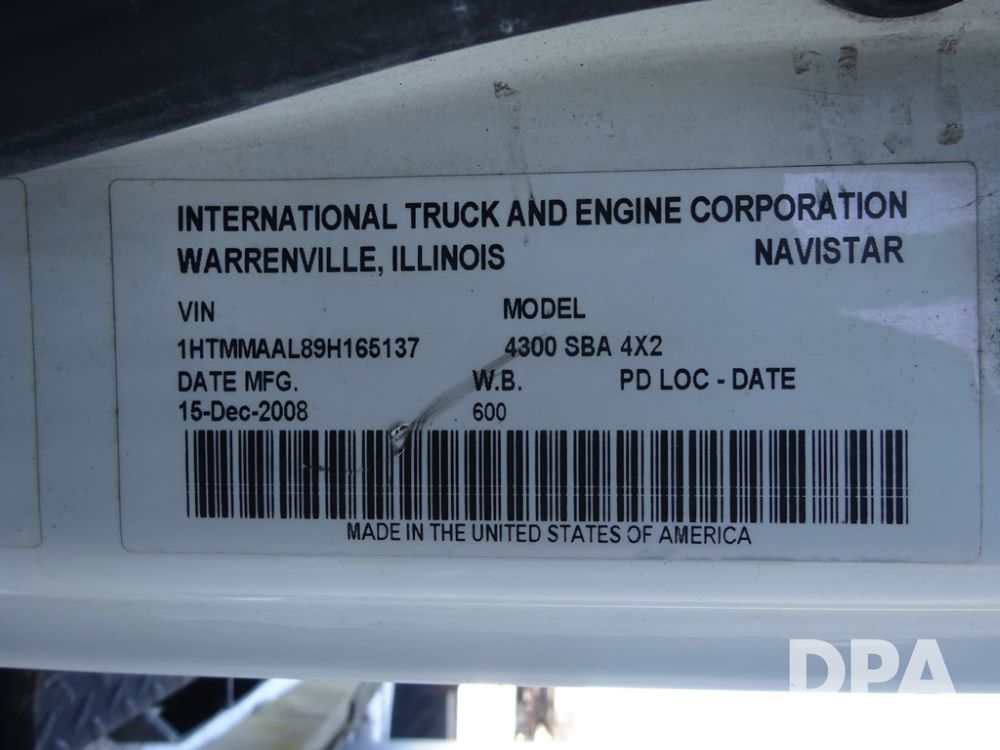 INTERNATIONAL TRUCK AND ENGINE CORPORATION
WARRENVILLE, ILLINOIS NAVISTAR
VIN MODEL
1HTMMAAL89H165137 4300 SBA 4X2
DATE MFG. W.B. PD LOC - DATE
15-Dec-2008 600
MADE IN THE UNITED STATES OF AMERICA
DPA